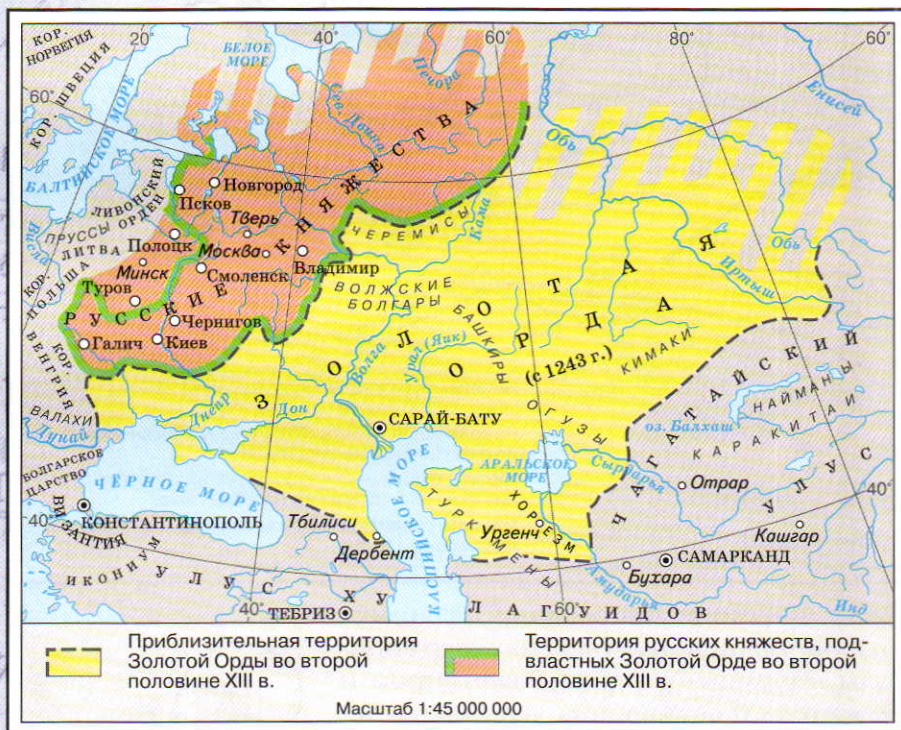 КОР.
НОРВЕГИЯ
20°
БЕЛОЕ
МОРЕ
40°
60°
80°
60°
Печора
Енисей
КОР. ШВЕЦИЯ
60°
Сев. Двина
Обь
БАЛТИЙСКОЕ МОРЕ
ЛИВОНСКИЙ
ОРДЕН
Новгород
Псков
РУССКИЕ КНЯЖЕСТВА
Тверь
ЧЕРЕМИСЫ
Кама
ПРУССЫ
Висла
ЛИТВА
Полоцк
Москва
Владимир
Обь
Иртыш
КОР.
ПОЛЬША
Минск
Смоленск
ВОЛЖСКИЕ
БОЛГАРЫ
Туров
Чернигов
БАШКИРЫ
ЗОЛОТАЯ
ОРДА
(с 1243 г.)
КИМАКИ
Галич
Киев
Волга
Урал (Яик)
КОР.
ВЕНГРИЯ
Днепр
Дон
САРАЙ-БАТУ
ОГУЗЫ
ЧАГАТАЙСКИЙ
УЛУС
НАЙМАНЫ
оз. Балхаш
КАРАКИТАИ
ВАЛАХИ
Дунай
БОЛГАРСКОЕ
ЦАРСТВО
ЧЁРНОЕ МОРЕ
АРАЛЬСКОЕ
МОРЕ
Сырдарья
Отрар
КАСПИЙСКОЕ МОРЕ
ТУРКМЕНЫ
ХОРЕЗМ
Ургенч
40°
КОНСТАНТИНОПОЛЬ
ВИЗАНТИЯ
40°
Тбилиси
Дербент
САМАРКАНД
Кашгар
Бухара
ИКОНИУМ
УЛУС ХУЛАГУИДОВ
40°
ТЕБРИЗ
60°
Амударья
Инд
Приблизительная территория
Золотой Орды во второй
половине XIII в.
Территория русских княжеств, под-
властных Золотой Орде во второй
половине XIII в.
Масштаб 1:45 000 000